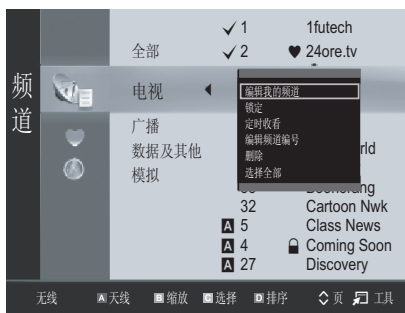 频道
✓ 1 1futech
全部 ✓ 2 ♥ 24ore.tv
电视
编辑我的频道
锁定
定时收看
编辑频道编号
删除
选择全部
广播
数据及其他
模拟
rld
32 Cartoon Nwk
A 5 Class News
A 4 Coming Soon
A 27 Discovery
无线 A 天线 B 缩放 C 选择 D 排序 页 工具